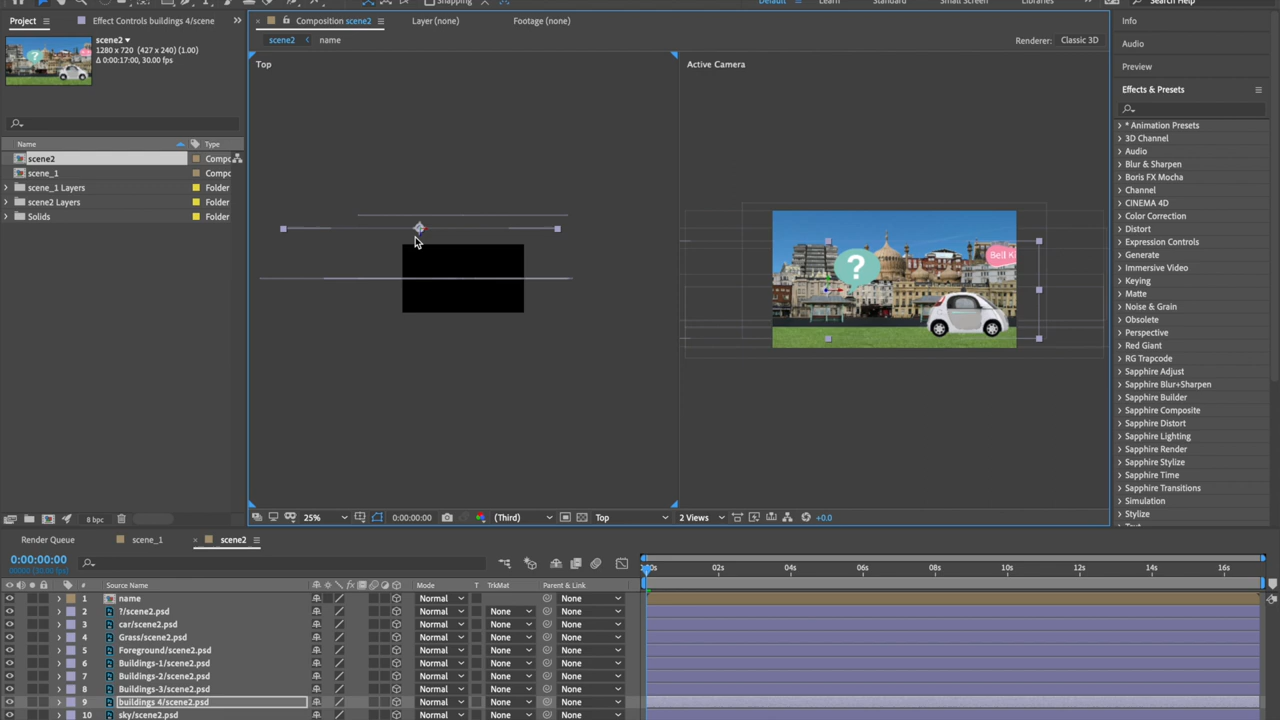 Snapping
Default
Learn
Standard
Small Screen
Libraries
Search Help
Project
Effect Controls buildings 4/scene
Composition scene2
Layer (none)
Footage (none)
Info
scene2
1280 x 720 (427 x 240) (1.00)
Δ 0:00:17:00, 30.00 fps
scene2
name
Renderer:
Classic 3D
Audio
Top
Active Camera
Preview
Effects & Presets
* Animation Presets
3D Channel
Audio
Blur & Sharpen
Boris FX Mocha
Channel
CINEMA 4D
Color Correction
Distort
Expression Controls
Generate
Immersive Video
Keying
Matte
Noise & Grain
Obsolete
Perspective
Red Giant
RG Trapcode
Sapphire Adjust
Sapphire Blur+Sharpen
Sapphire Builder
Sapphire Composite
Sapphire Distort
Sapphire Lighting
Sapphire Render
Sapphire Stylize
Sapphire Time
Sapphire Transitions
Simulation
Stylize
Name
Type
scene2
Compo
scene_1
Compo
scene_1 Layers
Folder
scene2 Layers
Folder
Solids
Folder
?
Bell Ki
8 bpc
25%
0:00:00:00
(Third)
Top
2 Views
+0.0
Render Queue
scene_1
scene2
0:00:00:00
02s
04s
06s
08s
10s
12s
14s
16s
#
Source Name
fx
Mode
T
TrkMat
Parent & Link
1 name Normal None
2 ?/scene2.psd Normal None None
3 car/scene2.psd Normal None None
4 Grass/scene2.psd Normal None None
5 Foreground/scene2.psd Normal None None
6 Buildings-1/scene2.psd Normal None None
7 Buildings-2/scene2.psd Normal None None
8 Buildings-3/scene2.psd Normal None None
9 buildings 4/scene2.psd Normal None None
10 sky/scene2.psd Normal None None